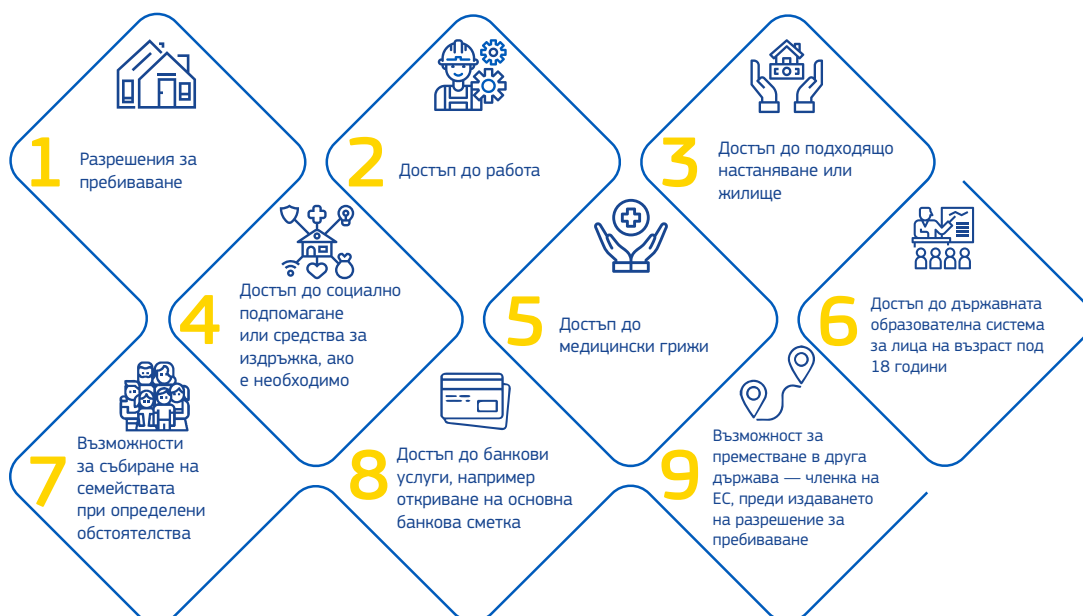 1
Разрешения за
пребиваване
2
Достъп до работа
3
Достъп до подходящо
настаняване или
жилище
4
Достъп до социално
подпомагане
или средства за
издръжка, ако
е необходимо
5
Достъп до
медицински грижи
6
Достъп до държавната
образователна система
за лица на възраст под
18 години
7
Възможности
за събиране на
семействата
при определени
обстоятелства
8
Достъп до банкови
услуги, например
откриване на основна
банкова сметка
9
Възможност за
преместване в друга
държава — членка на
ЕС, преди издаването
на разрешение за
пребиваване